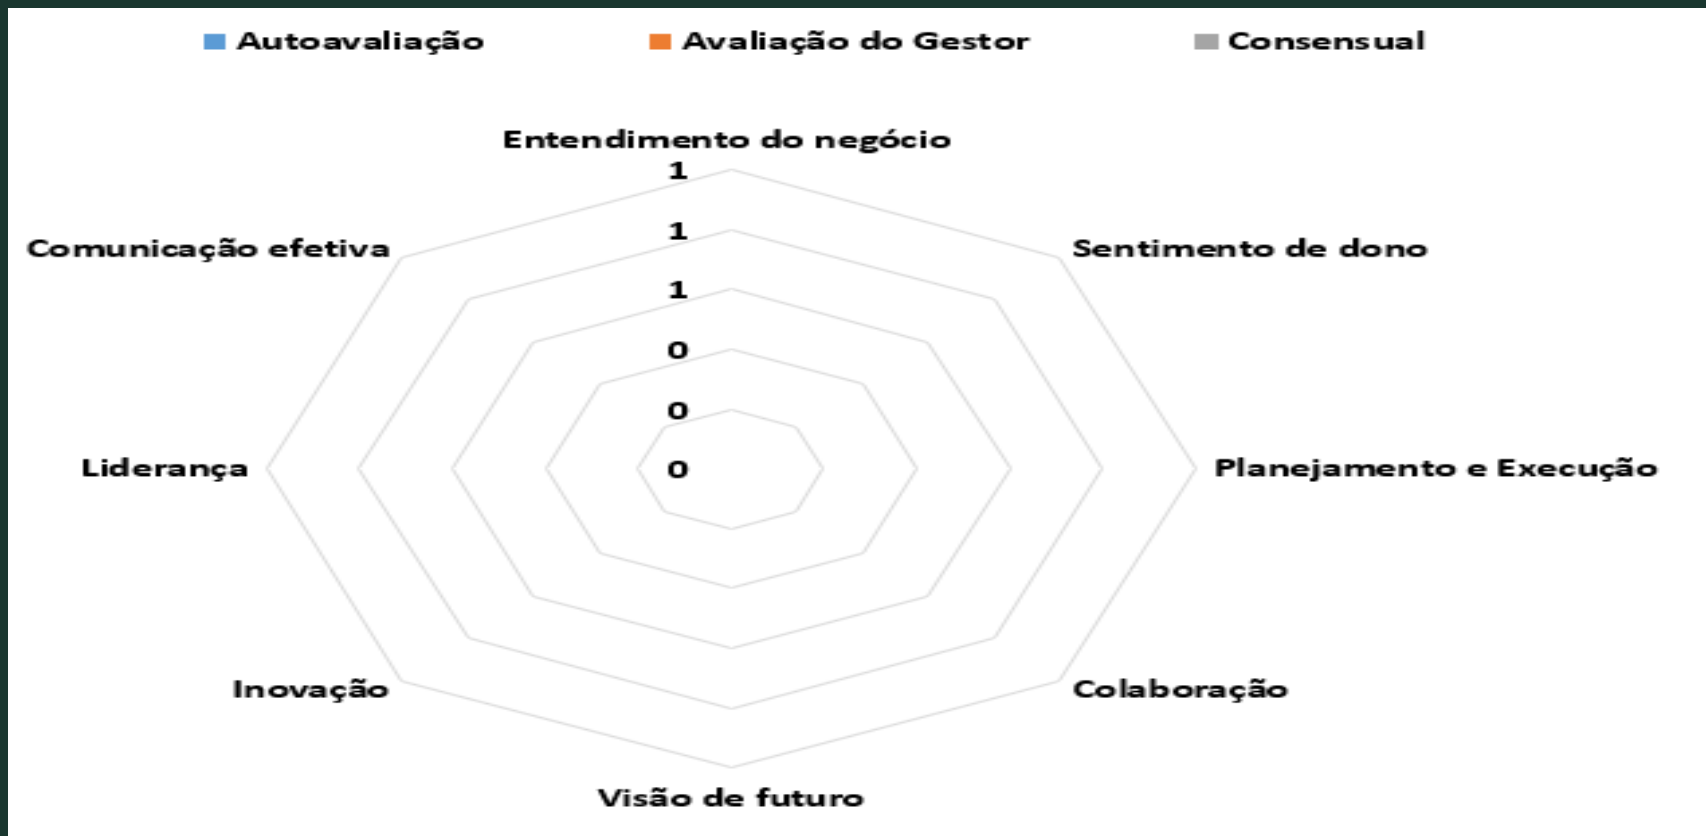 Autoavaliação Avaliação do Gestor Consensual
Entendimento do negócio
1
Comunicação efetiva
1
Sentimento de dono
1
0
0
Liderança
0
Planejamento e Execução
Inovação
Colaboração
Visão de futuro